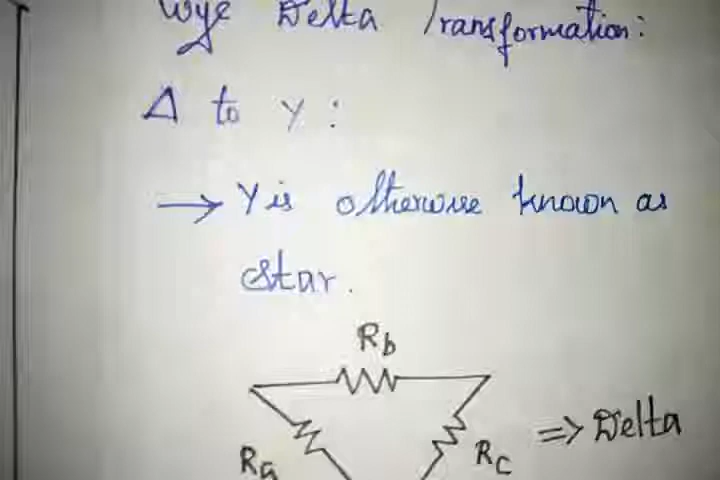 Wye Delta Transformation:
Δ to Y :
→ Y is otherwise known as
star.
Rb
Ra
Rc
⇒ Delta